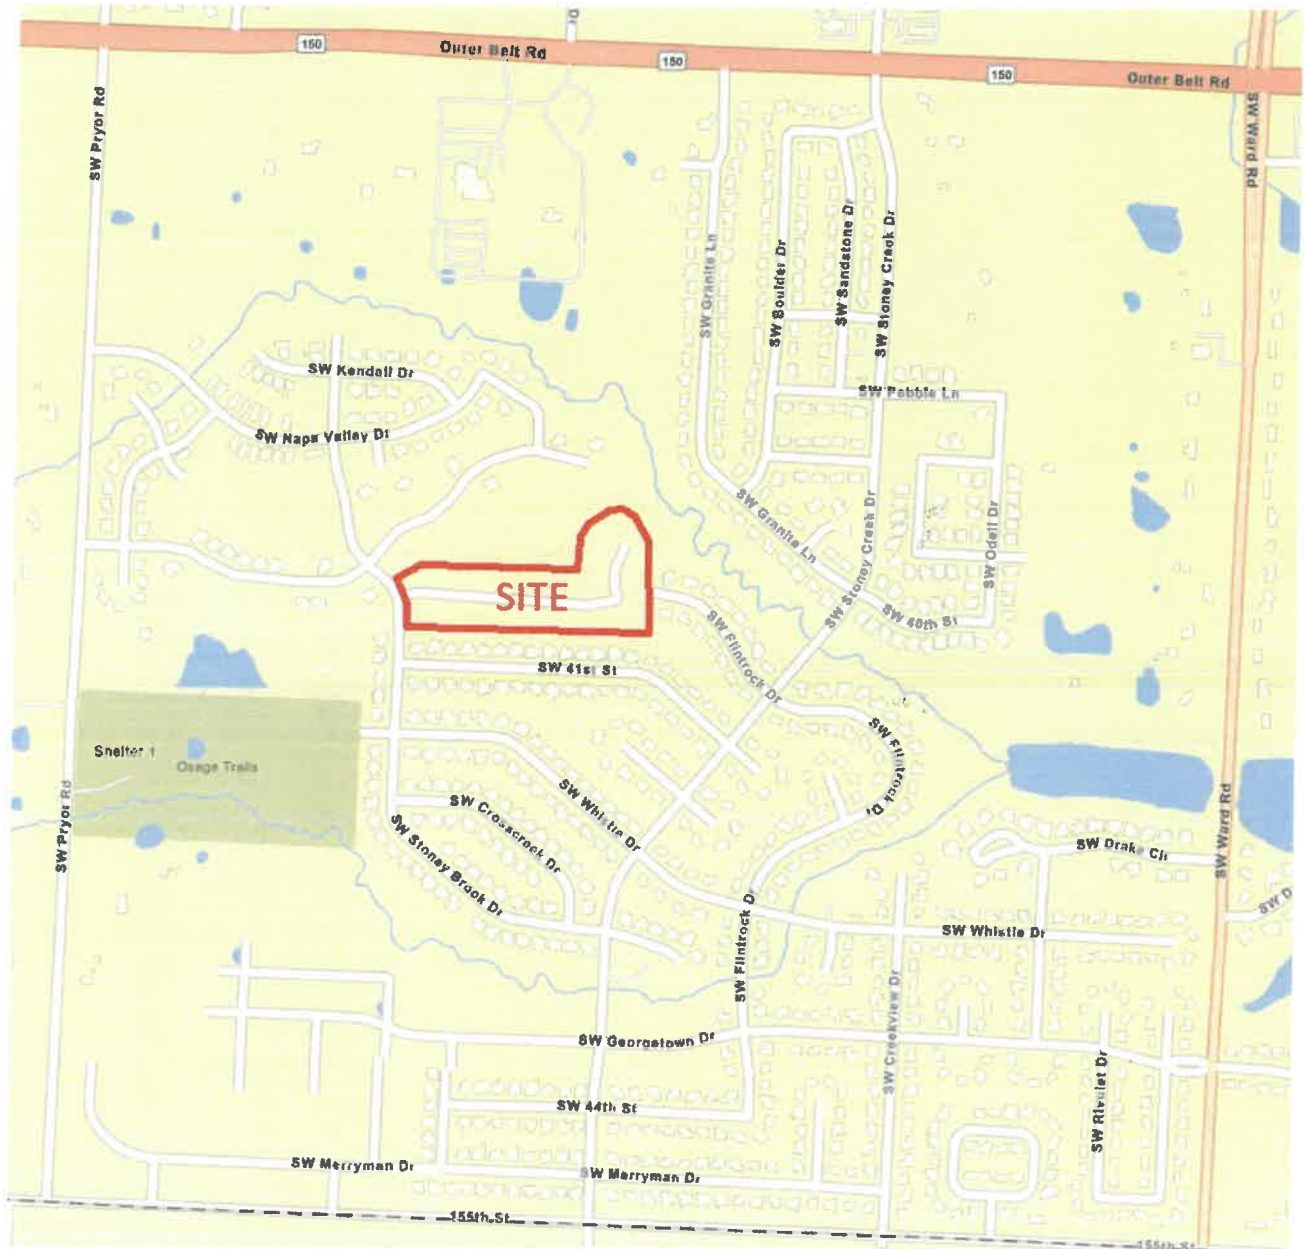 150
Outer Belt Rd
150
150
Outer Belt Rd
SW Pryor Rd
SW Ward Rd
SW Granite Ln
SW Boulder Dr
SW Sandstone Dr
SW Stoney Creek Dr
SW Kendall Dr
SW Napa Valley Dr
SW Pebble Ln
SW Granite Ln
SW Stoney Creek Dr
SW Odell Dr
SITE
SW 40th St
SW Flintrock Dr
SW 41st St
SW Flintrock Dr
Shelter 1
Osage Trails
SW Pryor Rd
SW Whistle Dr
SW Crosscreek Dr
SW Stoney Brook Dr
SW Ward Rd
SW Drake Cir
SW D
SW Flintrock Dr
SW Whistle Dr
SW Creekview Dr
SW Georgetown Dr
SW Rivulet Dr
SW 44th St
SW Merryman Dr
SW Merryman Dr
155th St
155th St